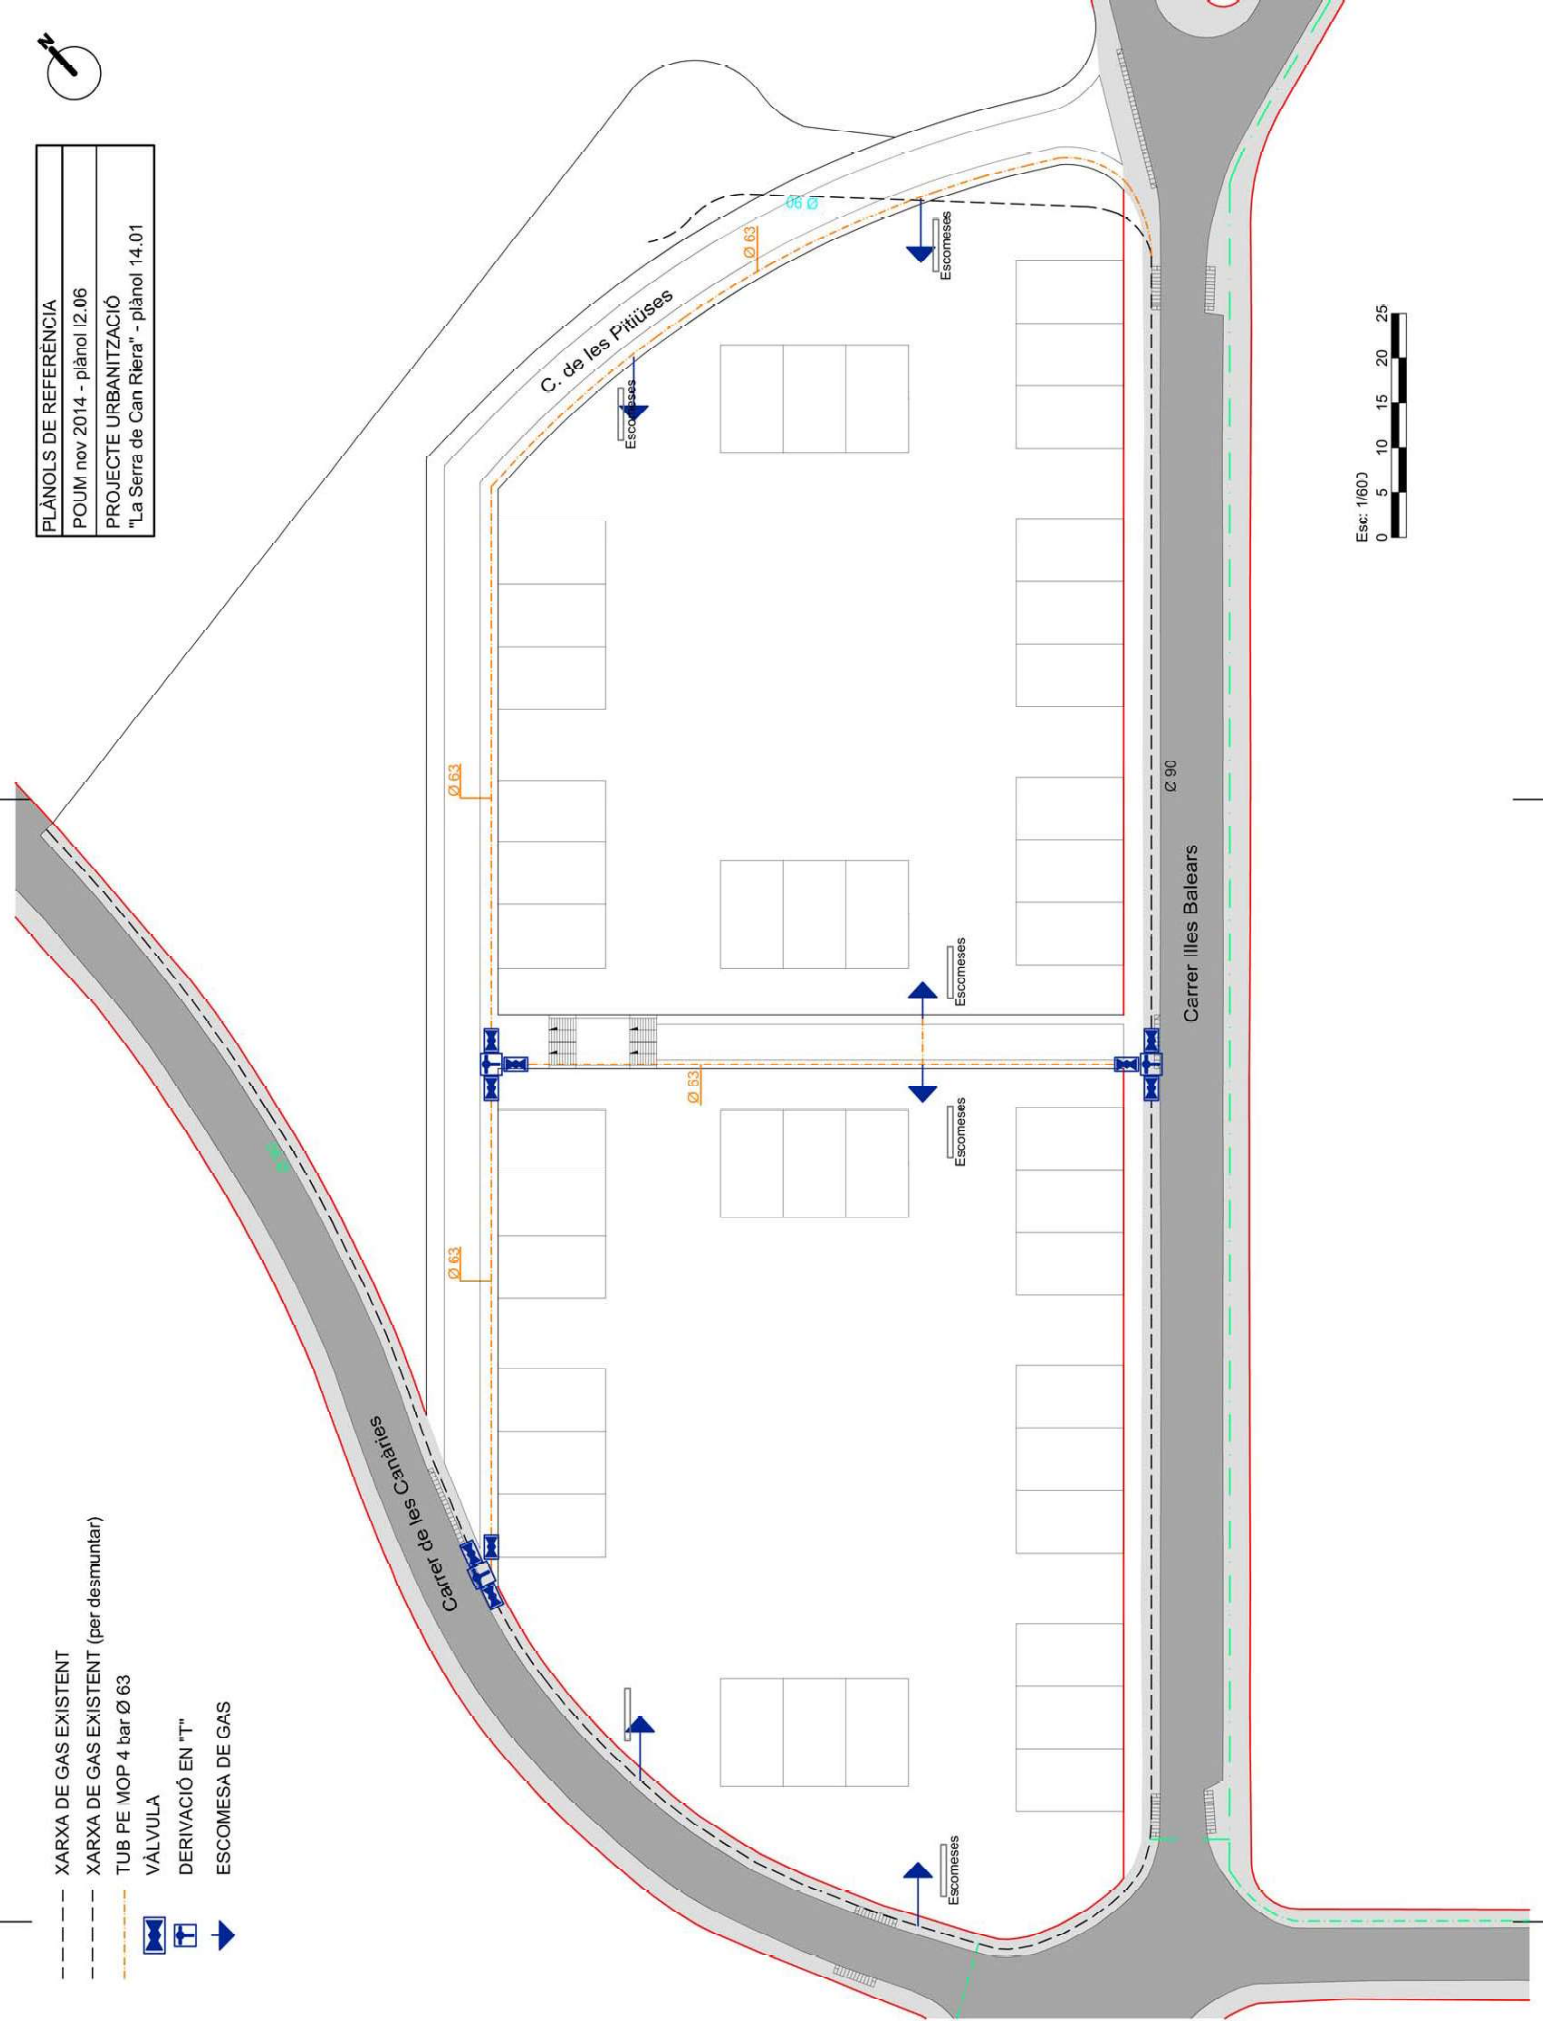 N
PLÀNOLS DE REFERÈNCIA
POUM nov 2014 - plànol I2.06
PROJECTE URBANITZACIÓ
"La Serra de Can Riera" - plànol 14.01
XARXA DE GAS EXISTENT
XARXA DE GAS EXISTENT (per desmuntar)
TUB PE MOP 4 bar Ø 63
VÀLVULA
DERIVACIÓ EN "T"
ESCOMESA DE GAS
Carrer de les Canàries
C. de les Pitiüses
Carrer Illes Balears
Ø 63
Ø 63
Ø 63
Ø 63
Ø 90
Ø 90
Escomeses
Escomeses
Escomeses
Escomeses
Escomeses
Esc: 1/600
0 5 10 15 20 25